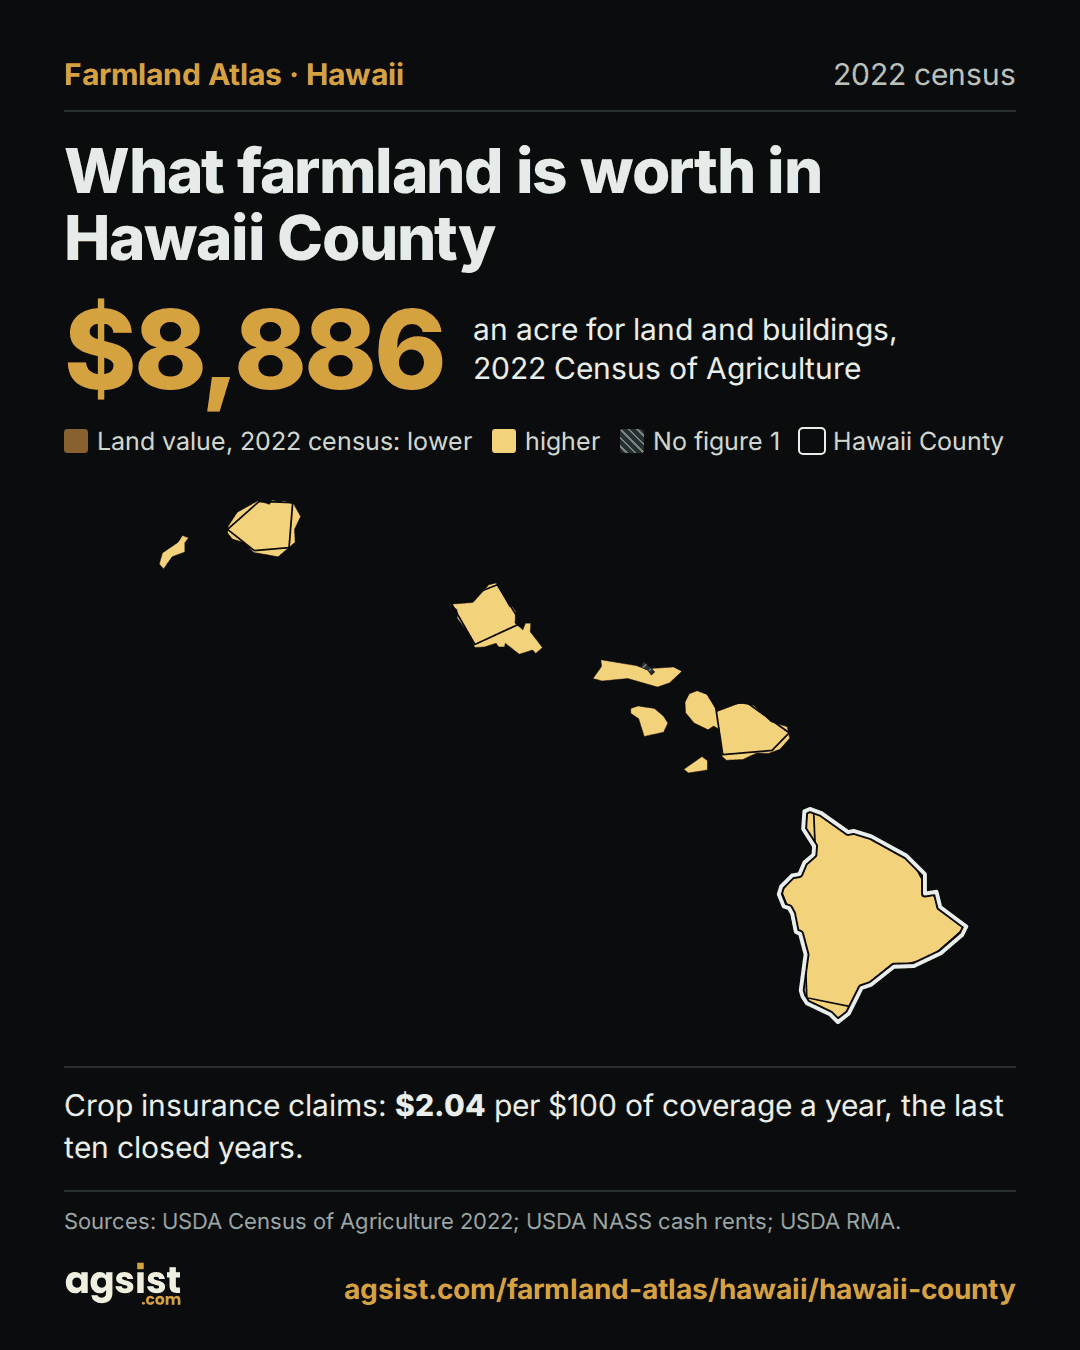 Farmland Atlas · Hawaii
2022 census
What farmland is worth in
Hawaii County
$8,886
an acre for land and buildings,
2022 Census of Agriculture
Land value, 2022 census: lower
higher
No figure 1
Hawaii County
Crop insurance claims: $2.04 per $100 of coverage a year, the last
ten closed years.
Sources: USDA Census of Agriculture 2022; USDA NASS cash rents; USDA RMA.
agsist
.com
agsist.com/farmland-atlas/hawaii/hawaii-county